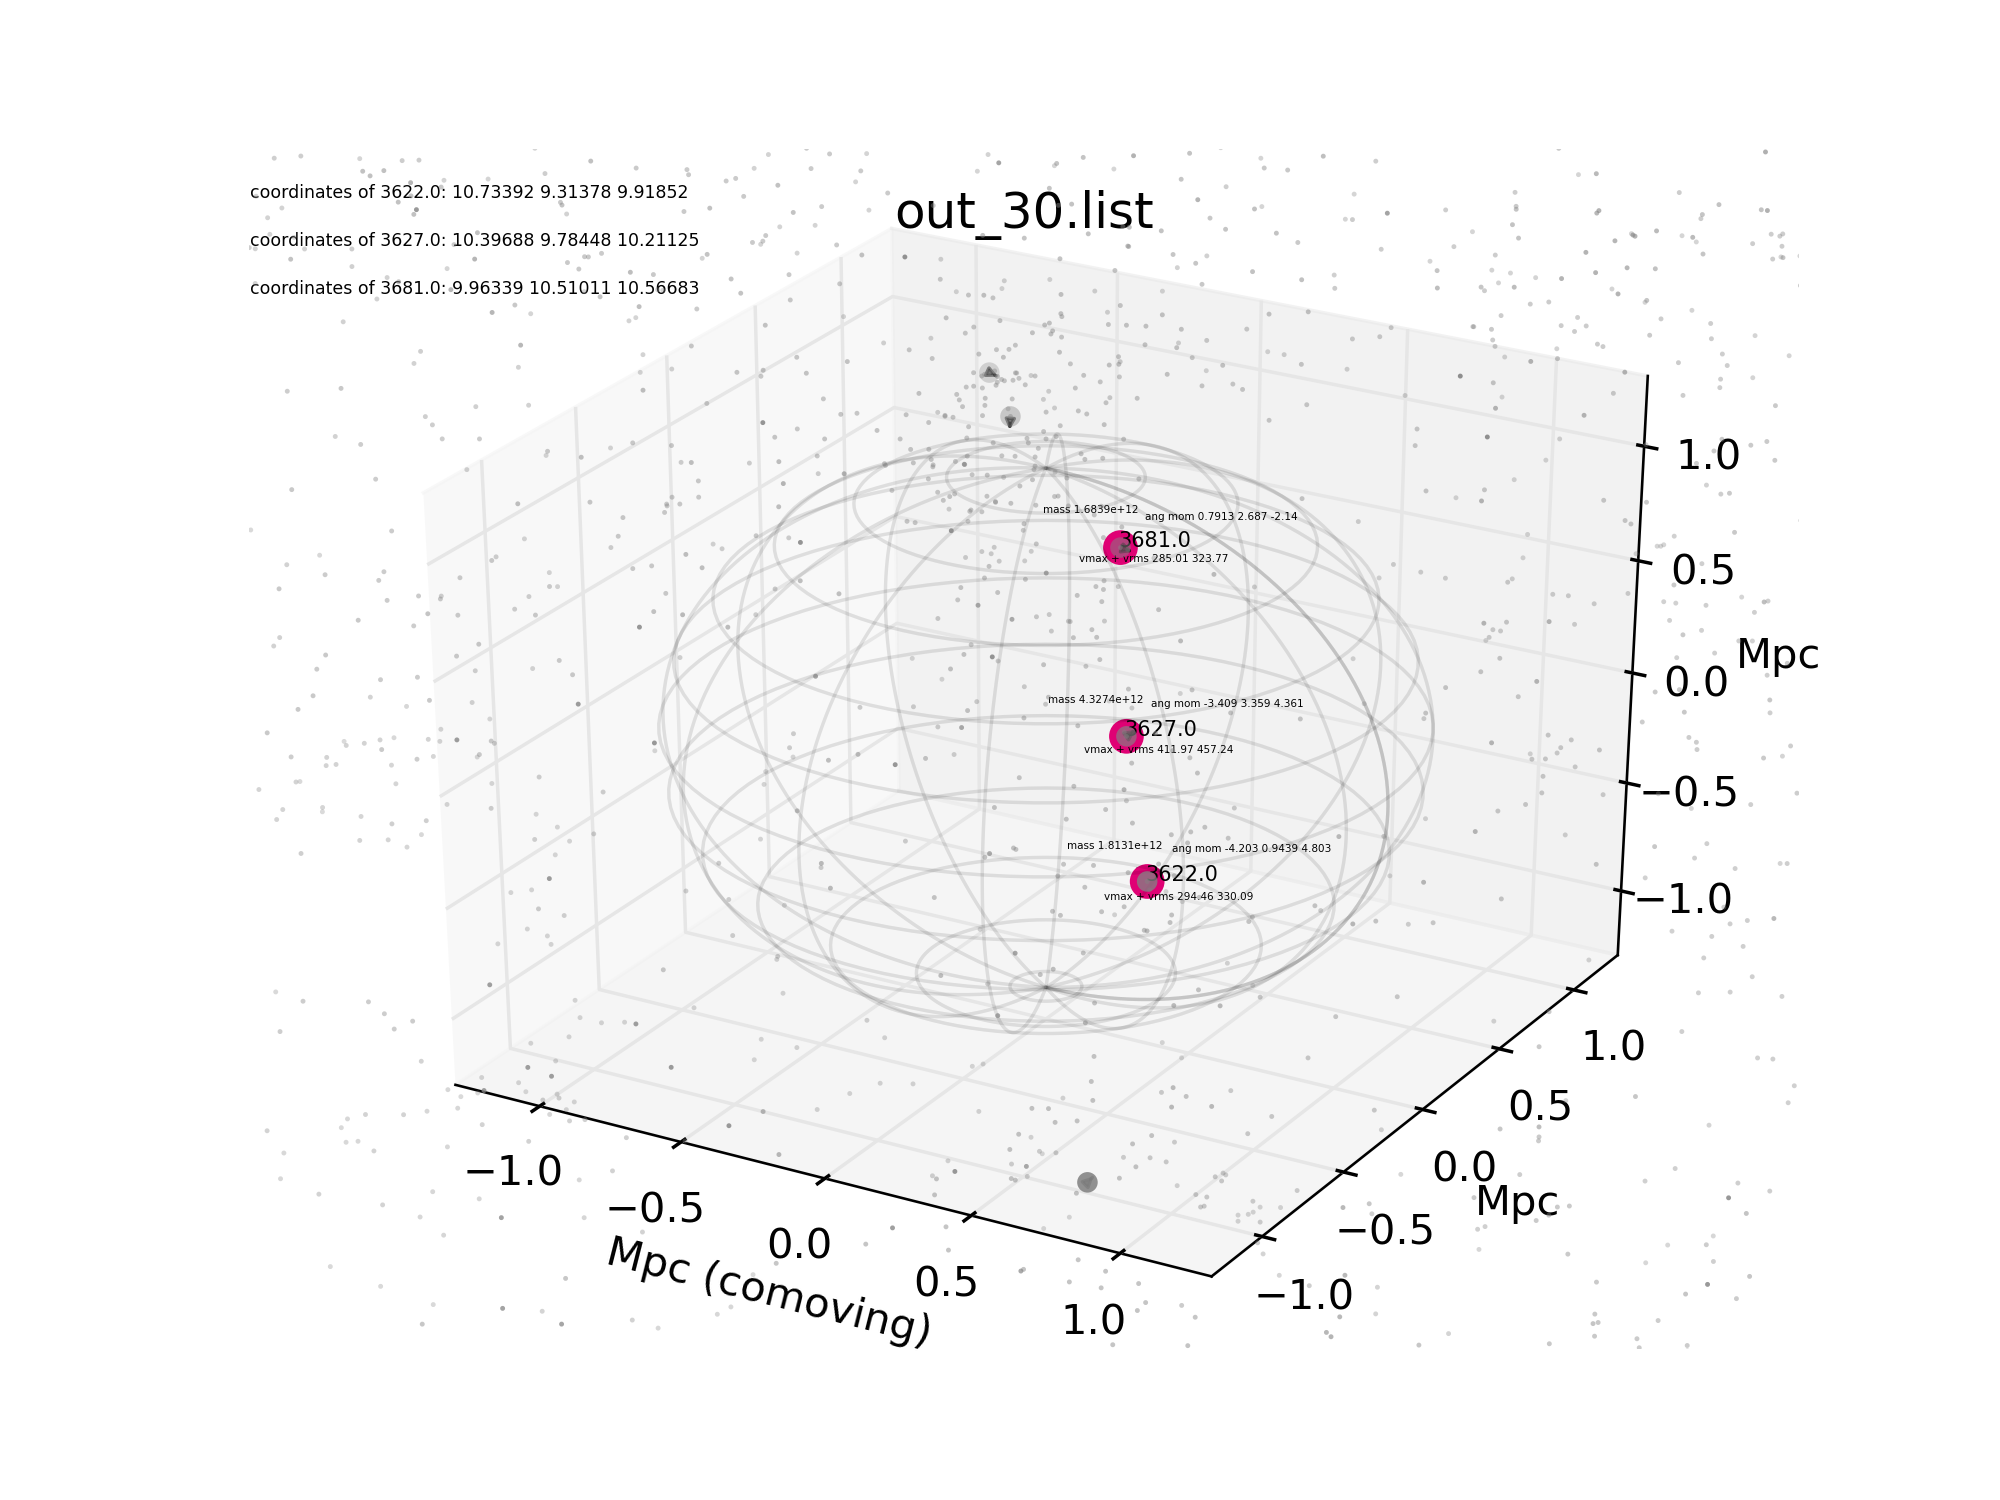 coordinates of 3622.0: 10.73392 9.31378 9.91852
out_30.list
coordinates of 3627.0: 10.39688 9.78448 10.21125
coordinates of 3681.0: 9.96339 10.51011 10.56683
mass 1.6839e+12
ang mom 0.7913 2.687 -2.14
3681.0
vmax + vrms 285.01 323.77
mass 4.3274e+12
ang mom -3.409 3.359 4.361
3627.0
vmax + vrms 411.97 457.24
mass 1.8131e+12
ang mom -4.203 0.9439 4.803
3622.0
vmax + vrms 294.46 330.09
1.0
0.5
0.0
−0.5
−1.0
Mpc
1.0
0.5
0.0
−0.5
−1.0
Mpc
−1.0
−0.5
0.0
0.5
1.0
Mpc (comoving)